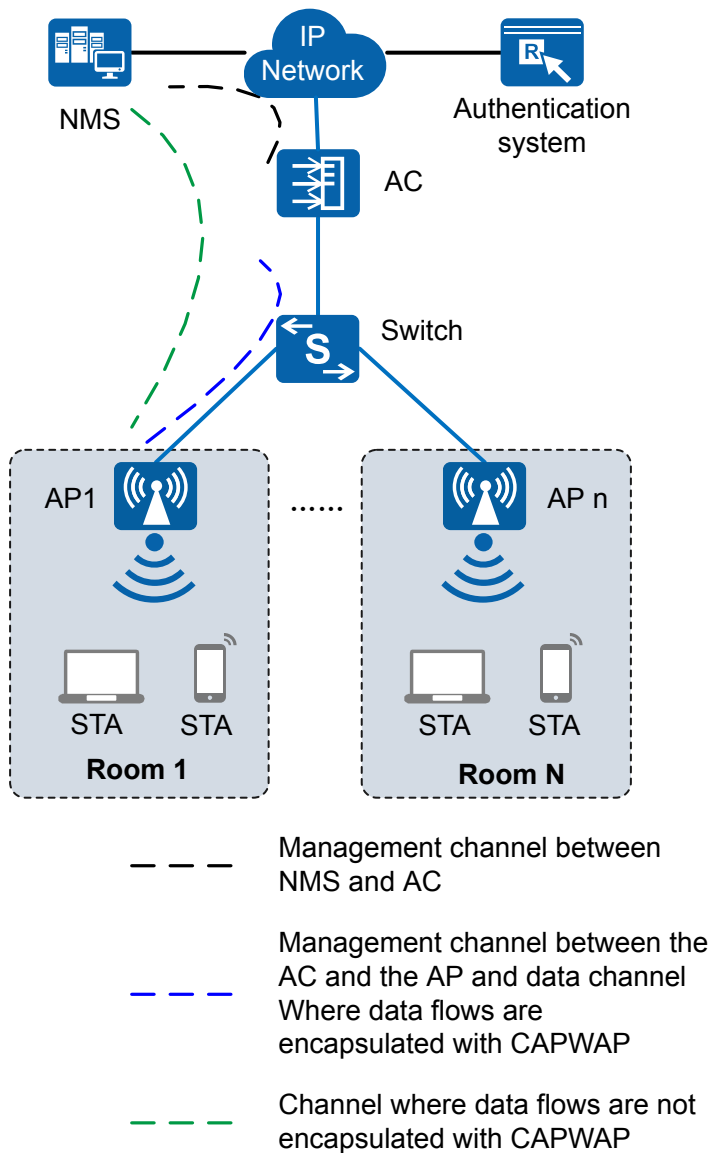 IP
Network
R
NMS
Authentication
system
AC
Switch
S
AP1
......
AP n
STA
STA
STA
STA
Room 1
Room N
Management channel between
NMS and AC
Management channel between the
AC and the AP and data channel
Where data flows are
encapsulated with CAPWAP
Channel where data flows are not
encapsulated with CAPWAP